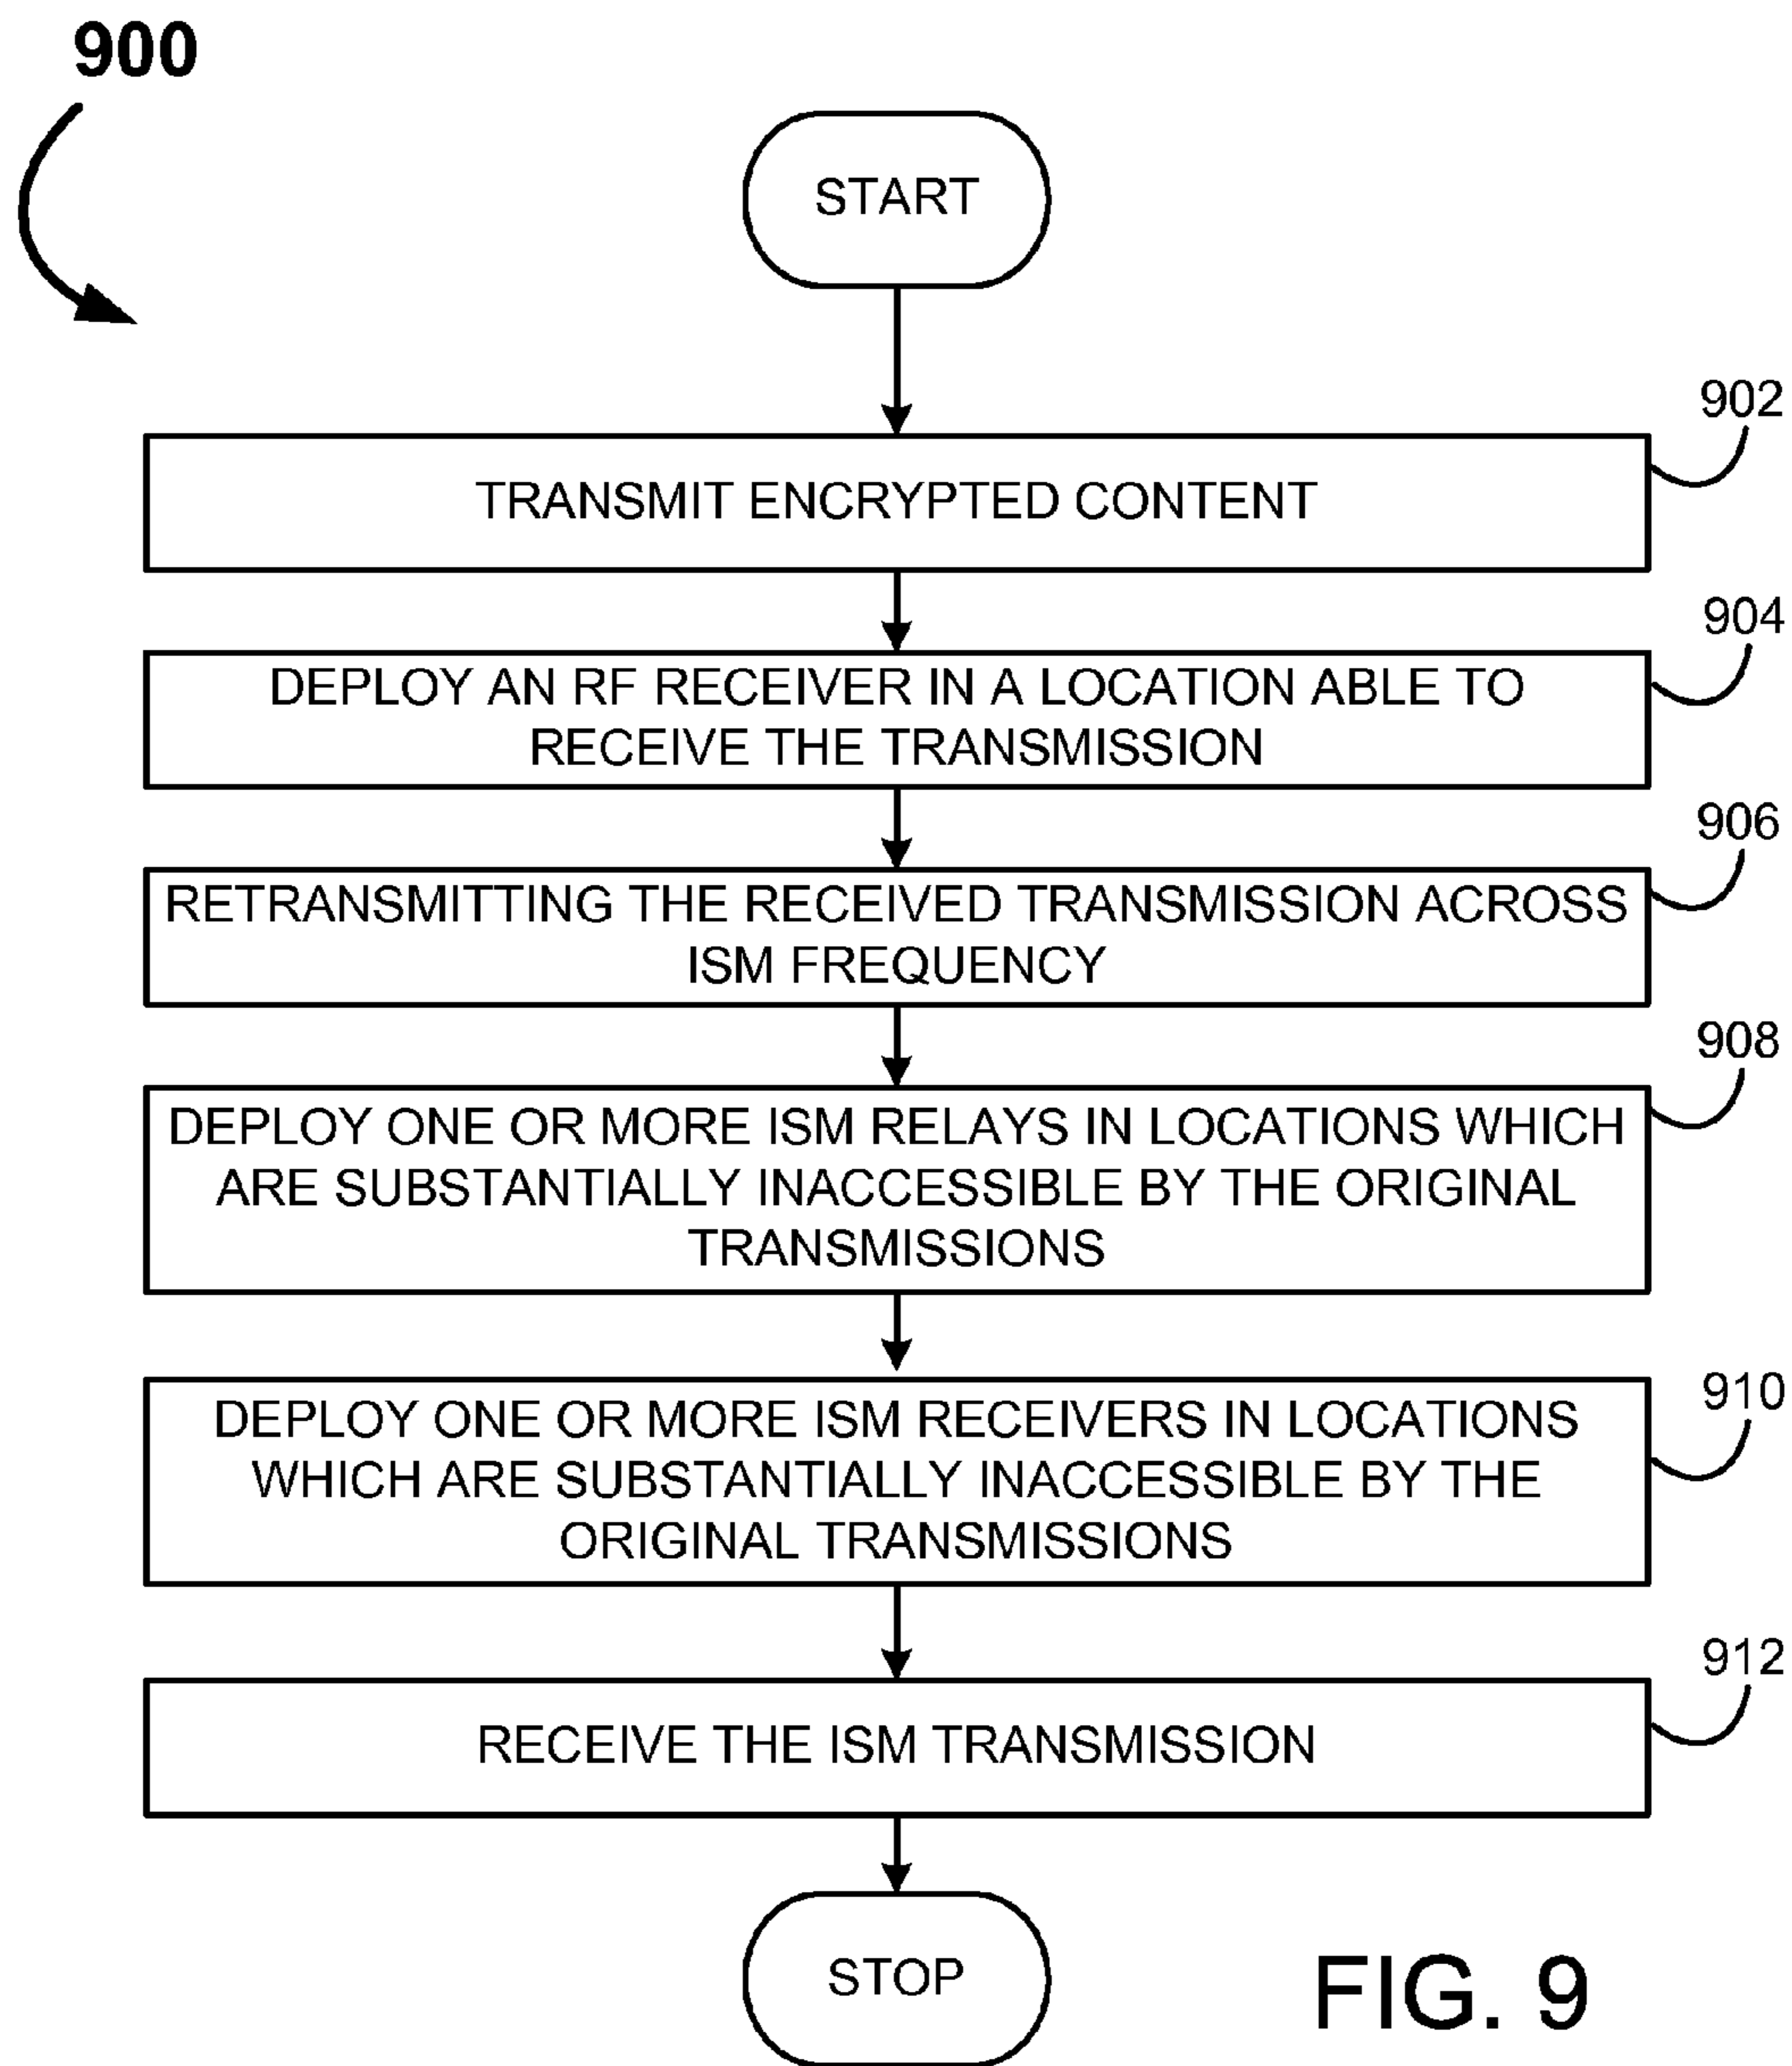 900
START
902
TRANSMIT ENCRYPTED CONTENT
904
DEPLOY AN RF RECEIVER IN A LOCATION ABLE TO
RECEIVE THE TRANSMISSION
906
RETRANSMITTING THE RECEIVED TRANSMISSION ACROSS
ISM FREQUENCY
908
DEPLOY ONE OR MORE ISM RELAYS IN LOCATIONS WHICH
ARE SUBSTANTIALLY INACCESSIBLE BY THE ORIGINAL
TRANSMISSIONS
910
DEPLOY ONE OR MORE ISM RECEIVERS IN LOCATIONS
WHICH ARE SUBSTANTIALLY INACCESSIBLE BY THE
ORIGINAL TRANSMISSIONS
912
RECEIVE THE ISM TRANSMISSION
STOP
FIG. 9